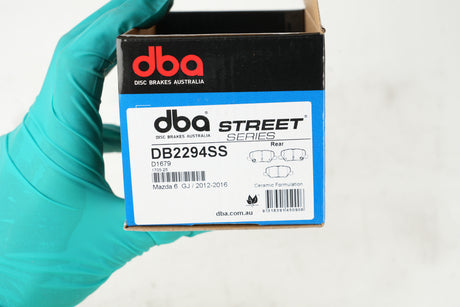 dba
DISC BRAKES AUSTRALIA
dba STREET
DISC BRAKES AUSTRALIA SERIES
DB2294SS Rear
D1679
Mazda 6 GJ / 2012-2016 Ceramic Formulation
dba.com.au